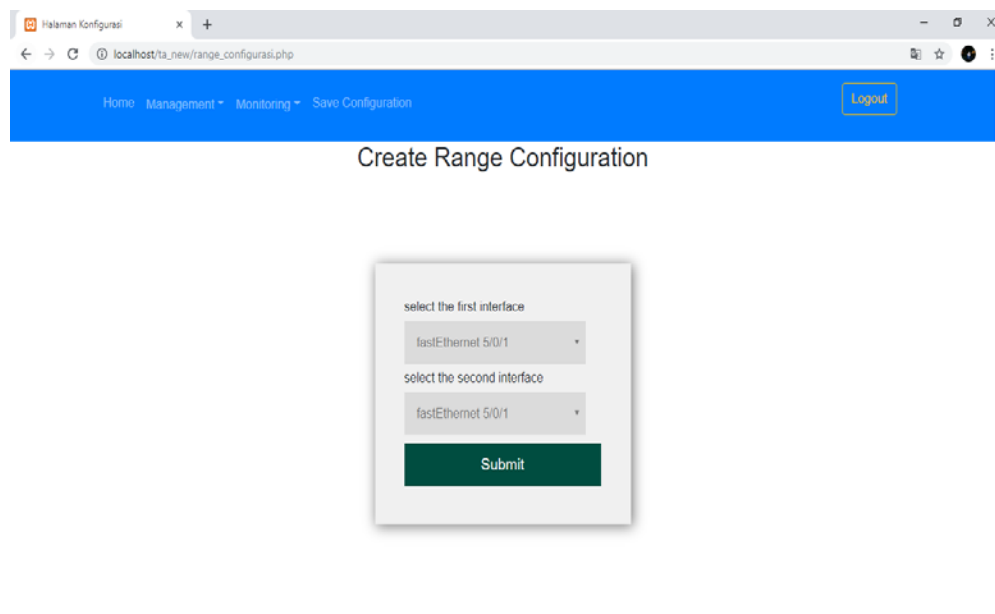 Halaman Konfigurasi
localhost/ta_new/range_configurasi.php
Home Management Monitoring Save Configuration Logout
Create Range Configuration
select the first interface
fastEthernet 5/0/1
select the second interface
fastEthernet 5/0/1
Submit